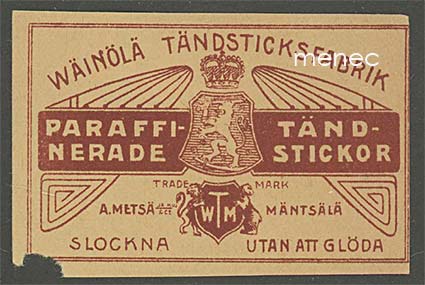 WÄINÖLÄ TÄNDSTICKSFABRIK
menec
PARAFFI- TÄND-
NERADE STICKOR
TRADE MARK
A.METSÄ MÄNTSÄLÄ
WTM
SLOCKNA UTAN ATT GLÖDA